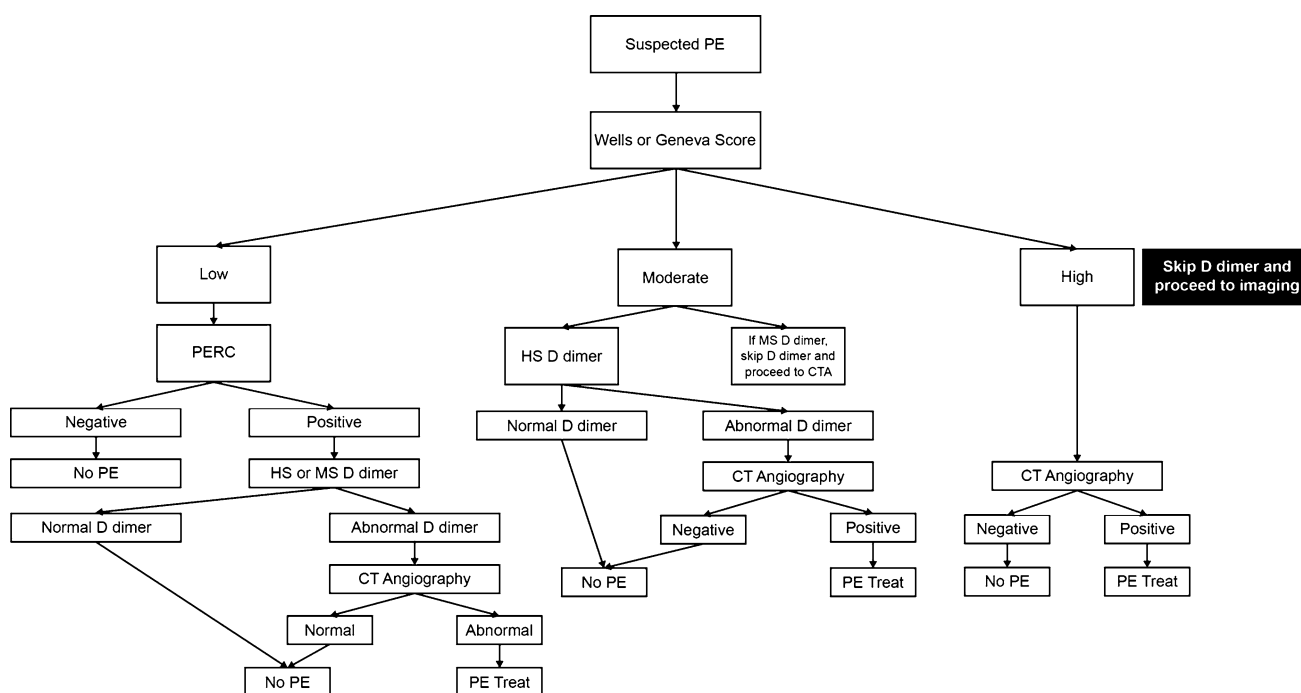 Suspected PE
Wells or Geneva Score
Low
Moderate
High
Skip D dimer and
proceed to imaging
PERC
HS D dimer
If MS D dimer,
skip D dimer and
proceed to CTA
Negative
Positive
Normal D dimer
Abnormal D dimer
No PE
HS or MS D dimer
CT Angiography
CT Angiography
Normal D dimer
Abnormal D dimer
Negative
Positive
Negative
Positive
CT Angiography
No PE
PE Treat
No PE
PE Treat
Normal
Abnormal
No PE
PE Treat